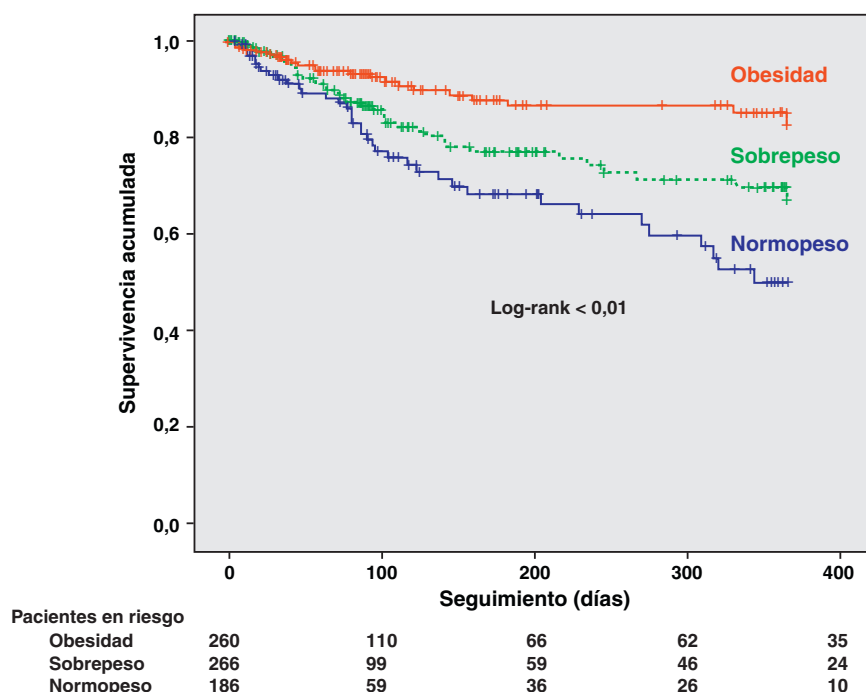 1,0
0,8
0,6
0,4
0,2
0,0
Supervivencia acumulada
Obesidad
Sobrepeso
Normopeso
Log-rank < 0,01
0 100 200 300 400
Seguimiento (días)
Pacientes en riesgo
Obesidad 260 110 66 62 35
Sobrepeso 266 99 59 46 24
Normopeso 186 59 36 26 10